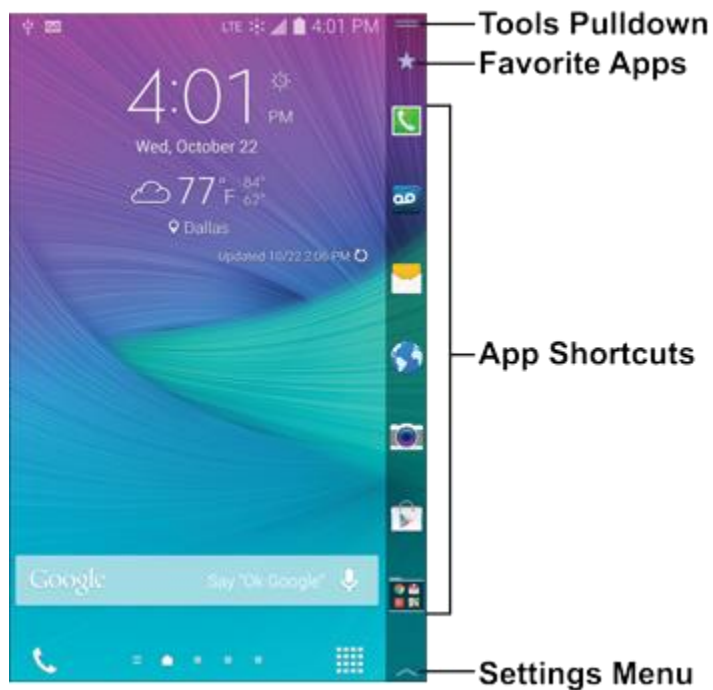 LTE 4:01 PM
Tools Pulldown
Favorite Apps
4:01 PM
Wed, October 22
77°F 84° 62°
Dallas
Updated 10/22 2:06 PM
App Shortcuts
Google Say "Ok Google"
Settings Menu